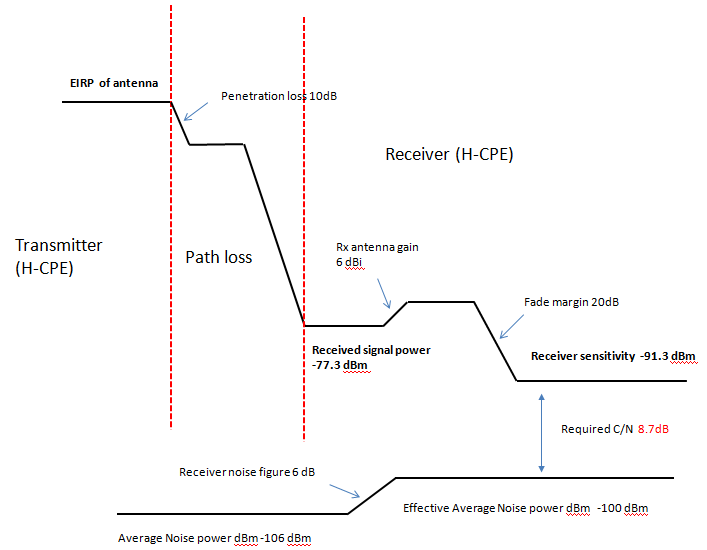 EIRP of antenna
Penetration loss 10dB
Receiver (H-CPE)
Transmitter
(H-CPE)
Path loss
Rx antenna gain
6 dBi
Fade margin 20dB
Received signal power
-77.3 dBm
Receiver sensitivity -91.3 dBm
Required C/N 8.7dB
Receiver noise figure 6 dB
Effective Average Noise power dBm -100 dBm
Average Noise power dBm -106 dBm